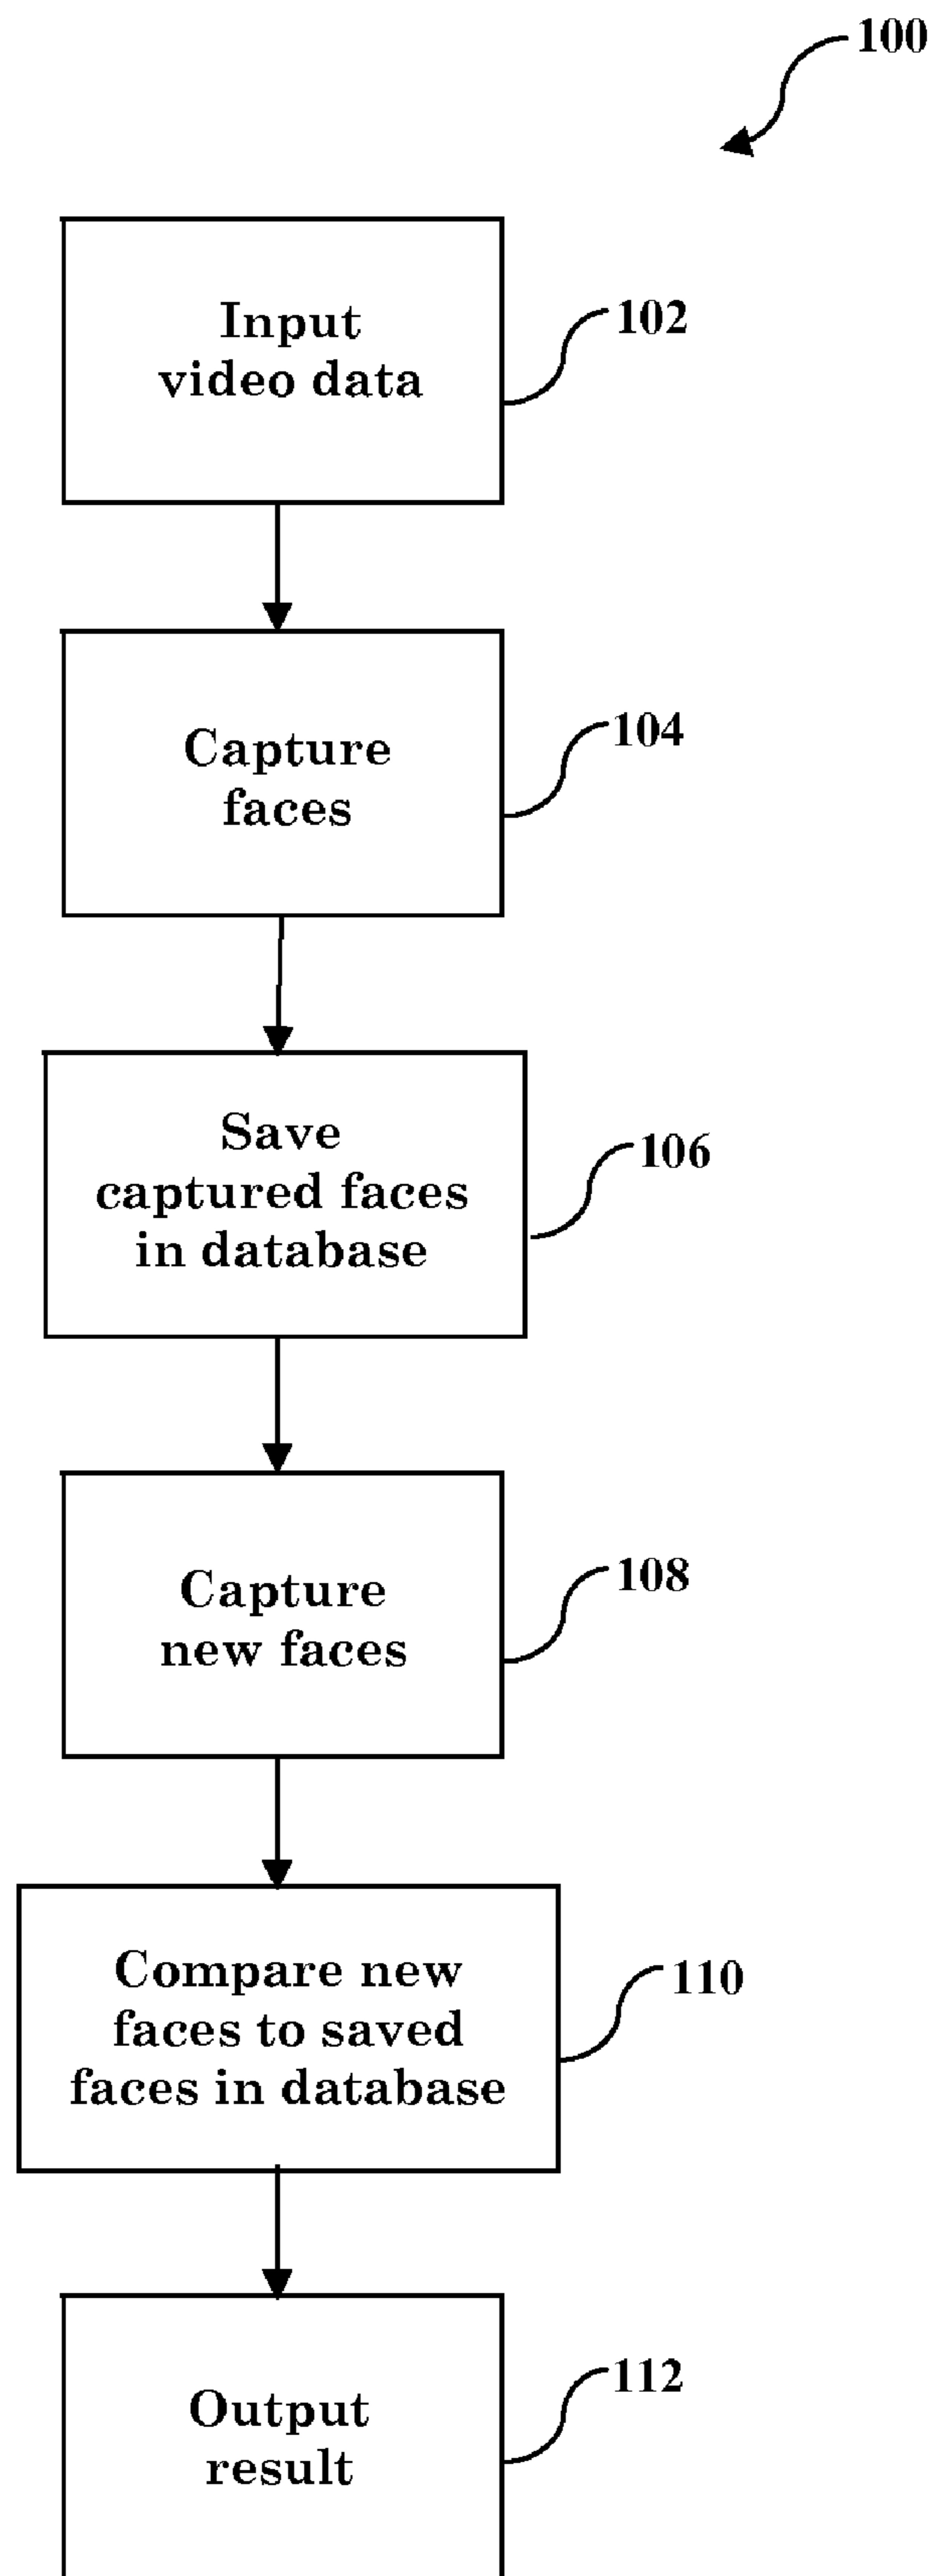 100
Input
video data
102
Capture
faces
104
Save
captured faces
in database
106
Capture
new faces
108
Compare new
faces to saved
faces in database
110
Output
result
112